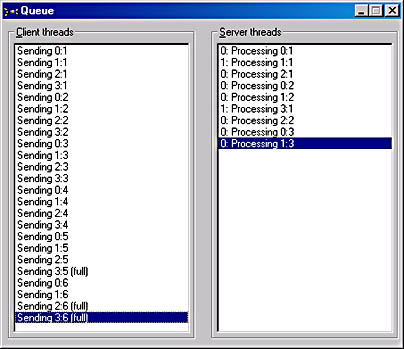 Queue
Client threads
Sending 0:1
Sending 1:1
Sending 2:1
Sending 3:1
Sending 0:2
Sending 1:2
Sending 2:2
Sending 3:2
Sending 0:3
Sending 1:3
Sending 2:3
Sending 3:3
Sending 0:4
Sending 1:4
Sending 2:4
Sending 3:4
Sending 0:5
Sending 1:5
Sending 2:5
Sending 3:5 (full)
Sending 0:6
Sending 1:6
Sending 2:6 (full)
Sending 3:6 (full)
Server threads
0: Processing 0:1
1: Processing 1:1
0: Processing 2:1
0: Processing 0:2
0: Processing 1:2
1: Processing 3:1
0: Processing 2:2
0: Processing 0:3
0: Processing 1:3